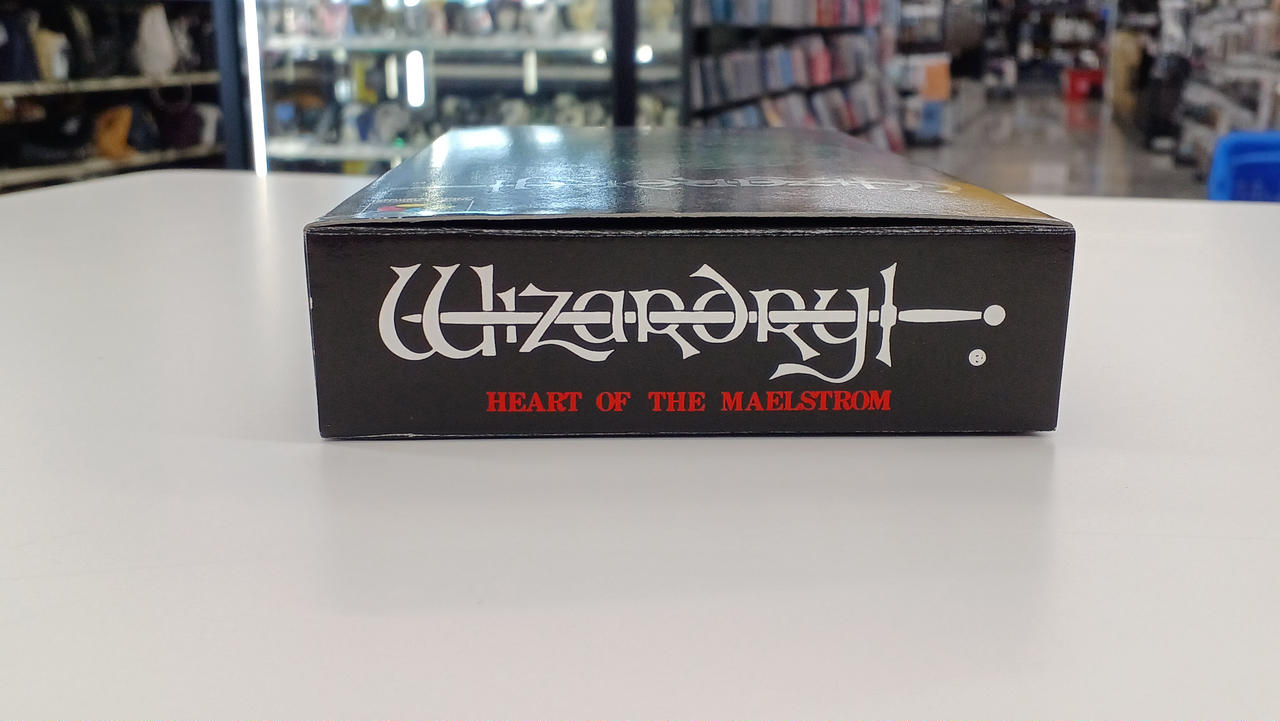 Wizardry
®
HEART OF THE MAELSTROM